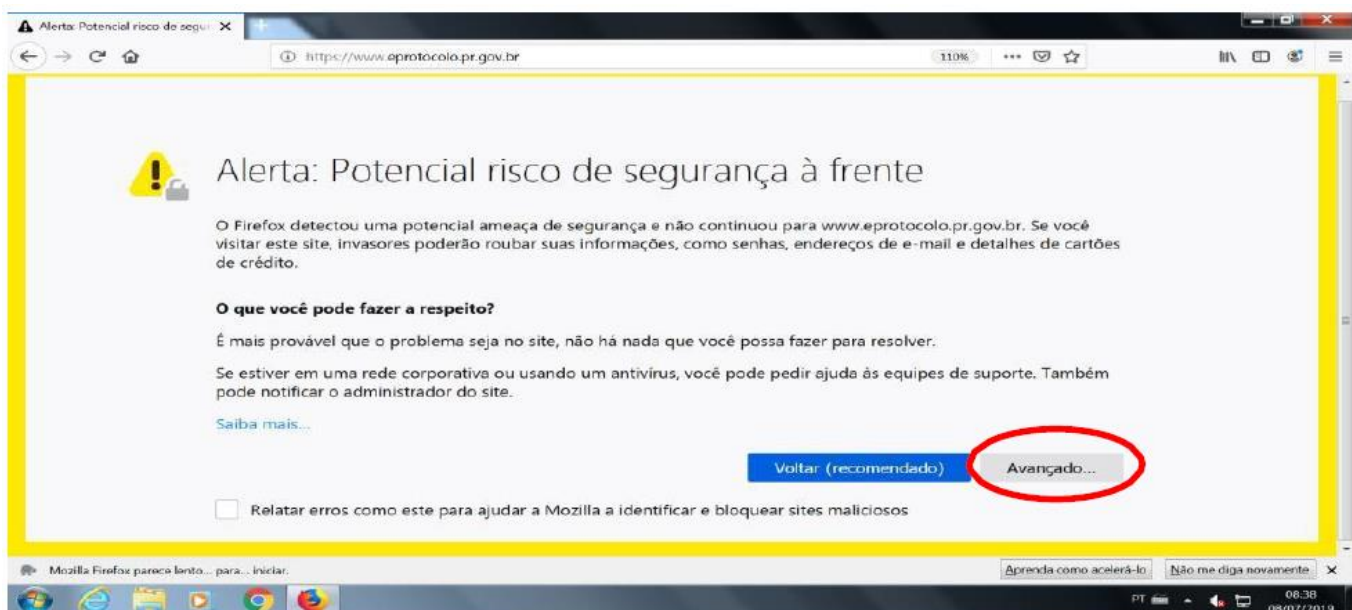 Alerta: Potencial risco de segu
https://www.eprotocolo.pr.gov.br
110%
Alerta: Potencial risco de segurança à frente
O Firefox detectou uma potencial ameaça de segurança e não continuou para www.eprotocolo.pr.gov.br. Se você
visitar este site, invasores poderão roubar suas informações, como senhas, endereços de e-mail e detalhes de cartões
de crédito.
O que você pode fazer a respeito?
É mais provável que o problema seja no site, não há nada que você possa fazer para resolver.
Se estiver em uma rede corporativa ou usando um antivírus, você pode pedir ajuda às equipes de suporte. Também
pode notificar o administrador do site.
Saiba mais...
Voltar (recomendado) Avançado...
Relatar erros como este para ajudar a Mozilla a identificar e bloquear sites maliciosos
Mozilla Firefox parece lento... para... iniciar. Aprenda como acelerá-lo Não me diga novamente
PT 08:38
08/02/2019